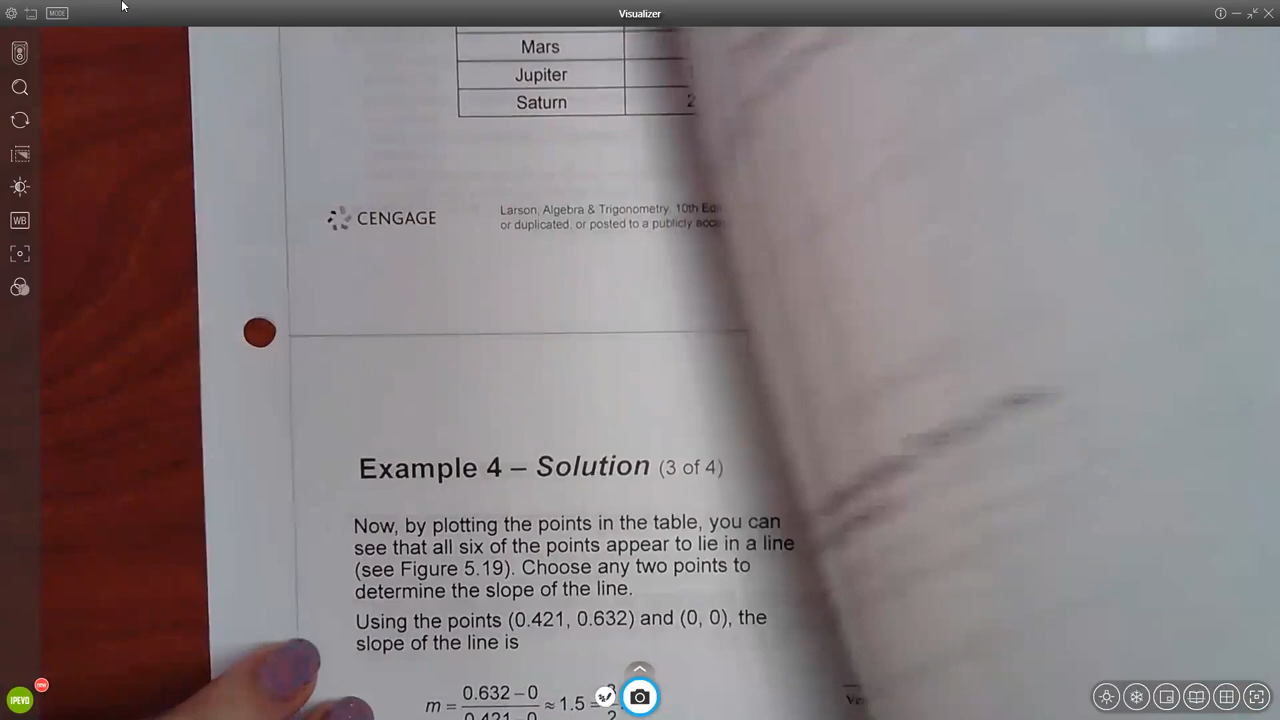 MODE
Visualizer
WB
Mars
Jupiter
Saturn 2
CENGAGE
Larson, Algebra & Trigonometry, 10th
or duplicated, or posted to a publicly
Example 4 – Solution (3 of 4)
Now, by plotting the points in the table, you can
see that all six of the points appear to lie in a line
(see Figure 5.19). Choose any two points to
determine the slope of the line.
Using the points (0.421, 0.632) and (0, 0), the
slope of the line is
m = 0.632 – 0 ≈ 1.5 =
IPEVO
new